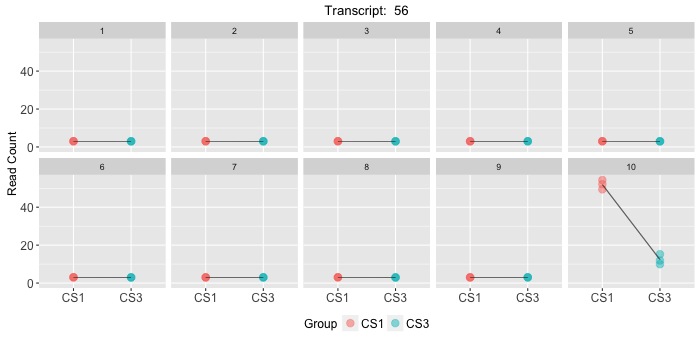 Transcript: 56
1 2 3 4 5
40
20
0
Read Count
6 7 8 9 10
40
20
0
CS1 CS3 CS1 CS3 CS1 CS3 CS1 CS3 CS1 CS3
Group CS1 CS3